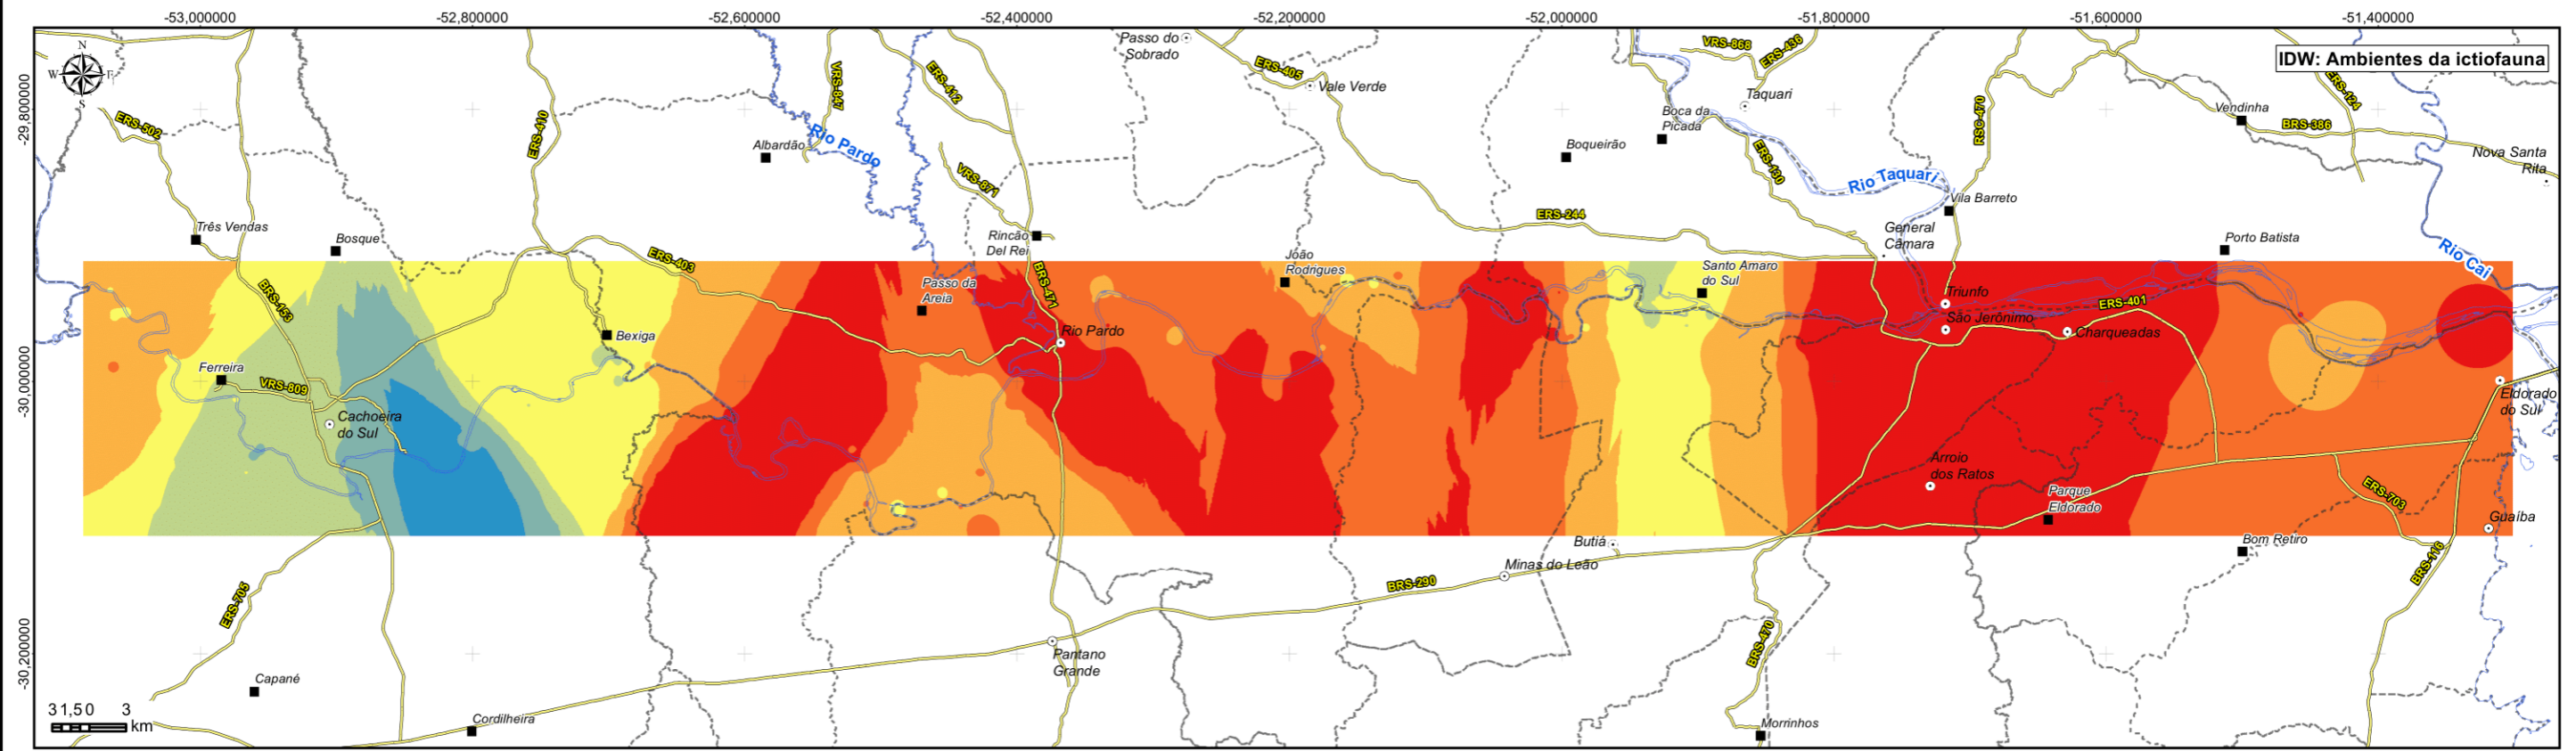 -53,000000
-52,800000
-52,600000
-52,400000
-52,200000
-52,000000
-51,800000
-51,600000
-51,400000
IDW: Ambientes da ictiofauna
N
W
E
S
-29,800000
-30,000000
-30,200000
Passo do
Sobrado
VRS-868
ERS-436
ERS-405
Vale Verde
VRS-847
ERS-412
ERS-124
Taquari
Boca da
Picada
Vendinha
BRS-386
ERS-502
ERS-410
Albardão
Rio Pardo
Boqueirão
RSC-470
ERS-430
Nova Santa
Rita
VRS-871
Rio Taquari
Vila Barreto
ERS-244
Três Vendas
Bosque
Rincão
Del Rei
General
Câmara
Porto Batista
Rio Cai
ERS-403
João
Rodrigues
Santo Amaro
do Sul
BRS-153
Passo da
Areia
BRS-471
Triunfo
ERS-401
São Jerônimo
Charqueadas
Bexiga
Rio Pardo
Ferreira
VRS-809
Cachoeira
do Sul
Eldorado
do Sul
Arroio
dos Ratos
Parque
Eldorado
ERS-703
Guaíba
Butiá
Bom Retiro
Minas do Leão
BRS-290
BRS-116
ERS-705
BRS-470
Pantano
Grande
Capané
Cordilheira
Morrinhos
3 1,5 0 3
km